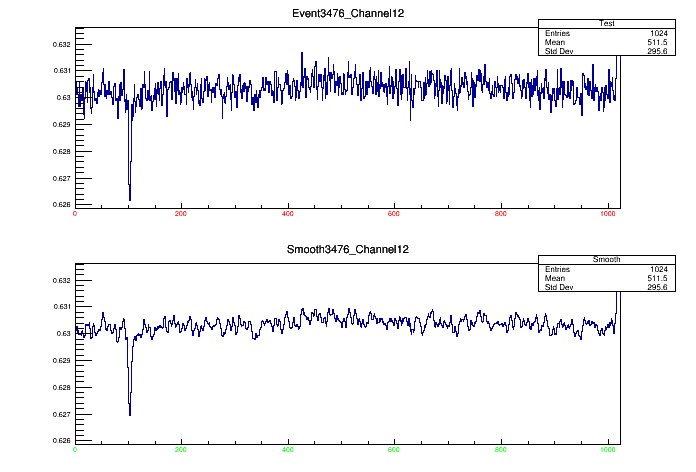 Event3476_Channel12
Test
Entries 1024
Mean 511.5
Std Dev 295.6
0.632
0.631
0.63
0.629
0.628
0.627
0.626
0 200 400 600 800 1000
Smooth3476_Channel12
Smooth
Entries 1024
Mean 511.5
Std Dev 295.6
0.632
0.631
0.63
0.629
0.628
0.627
0.626
0 200 400 600 800 1000